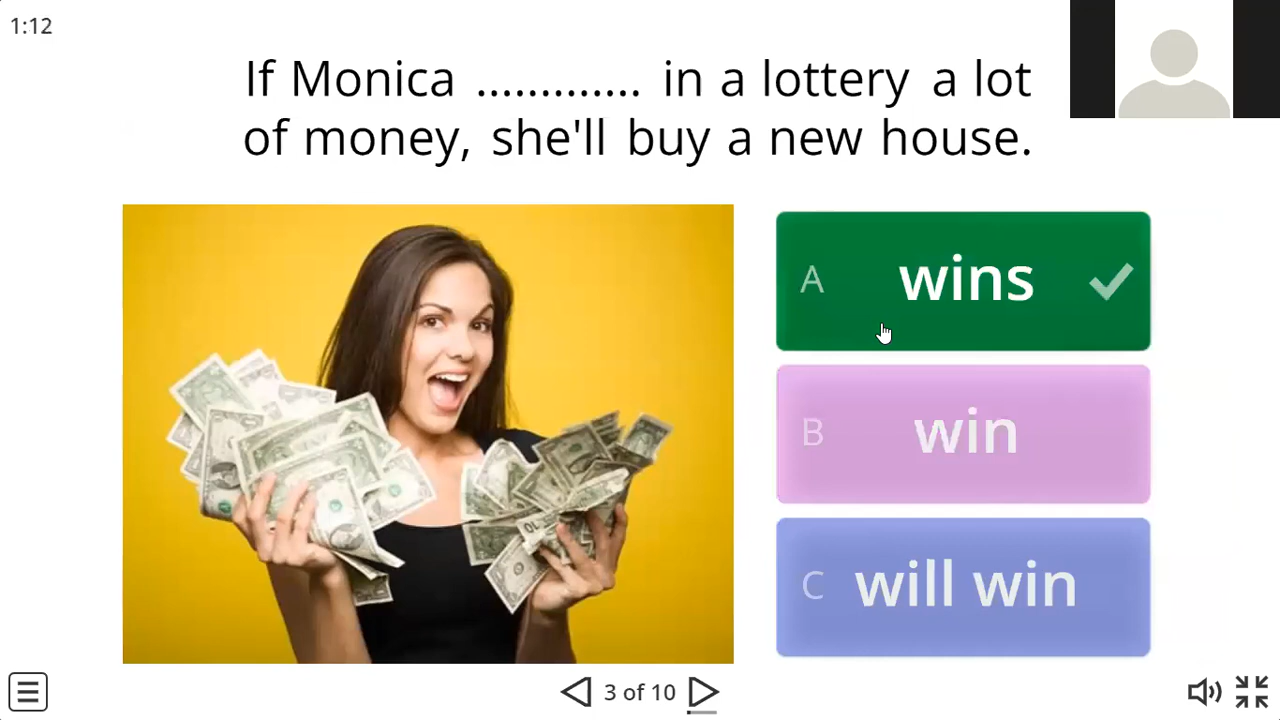 1:12
If Monica ............. in a lottery a lot
of money, she'll buy a new house.
A wins
B win
C will win
3 of 10